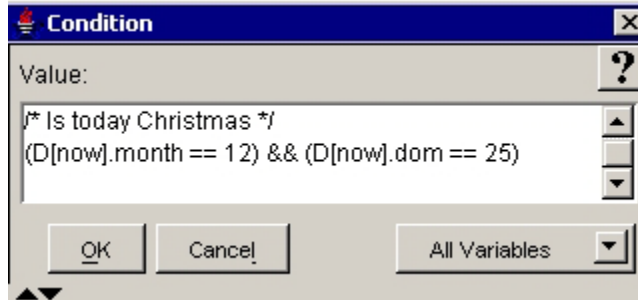 Condition
Value:
?
/* Is today Christmas */
(D[now].month == 12) && (D[now].dom == 25)
OK
Cancel
All Variables